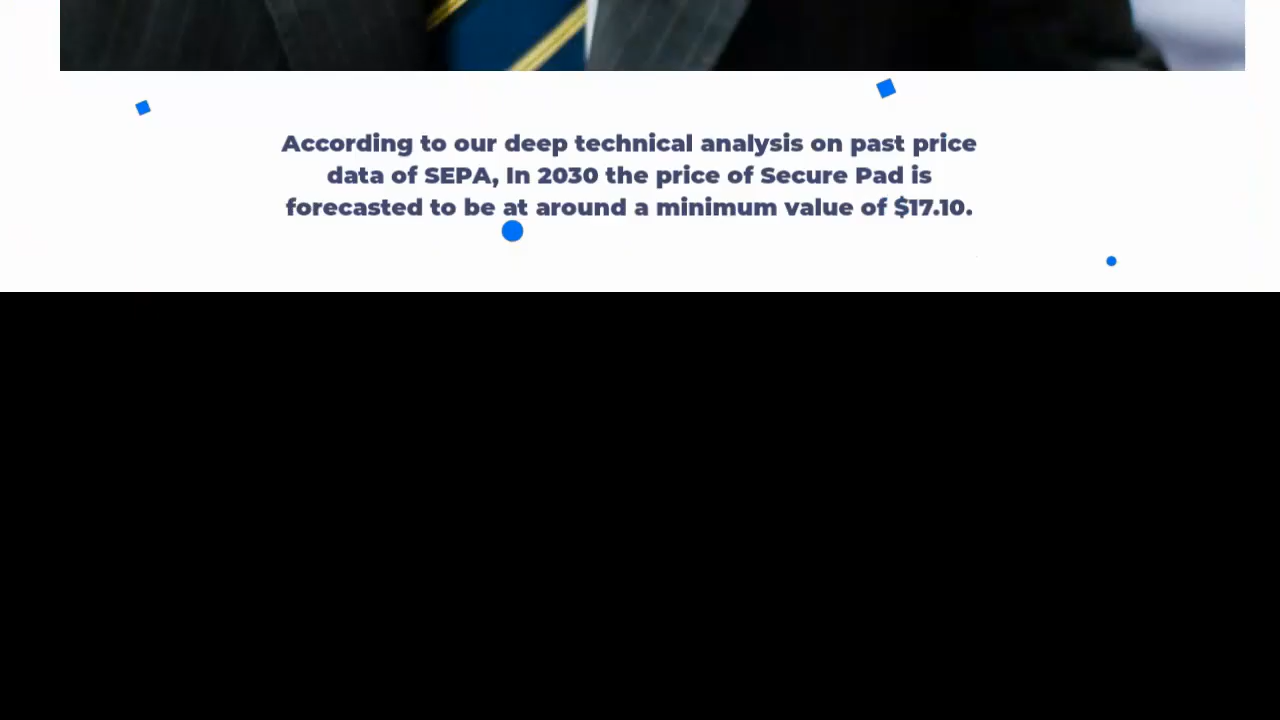 According to our deep technical analysis on past price
data of SEPA, In 2030 the price of Secure Pad is
forecasted to be at around a minimum value of $17.10.